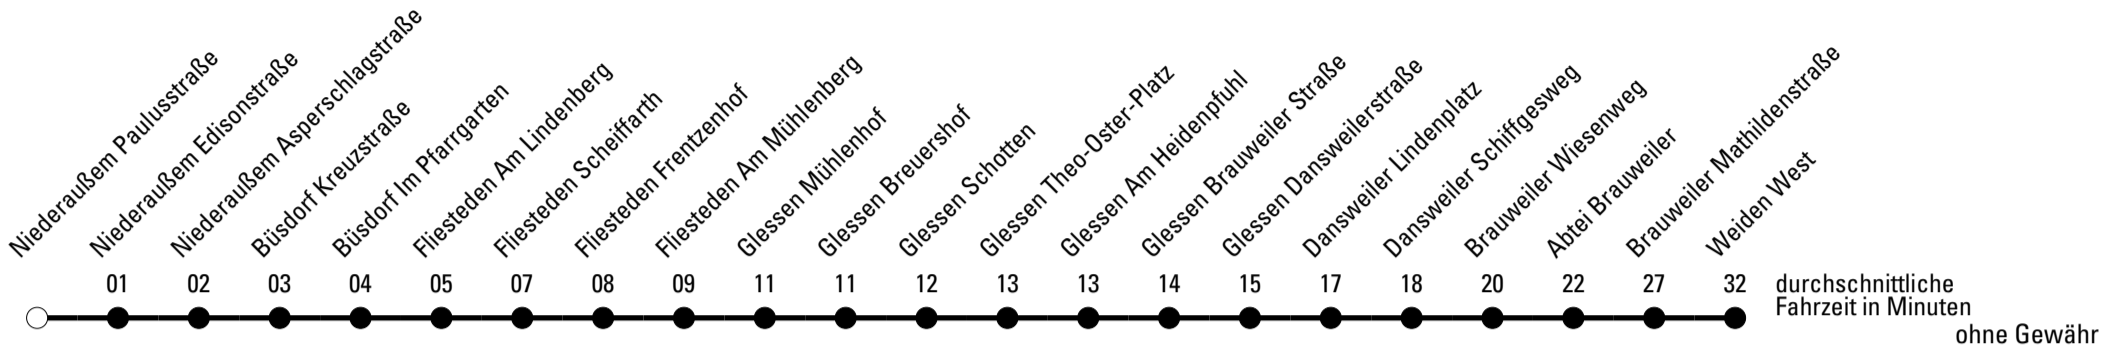 Niederaußem Paulusstraße
Niederaußem Edisonstraße
Niederaußem Asperschlagstraße
Büsdorf Kreuzstraße
Büsdorf Im Pfarrgarten
Fliesteden Am Lindenberg
Fliesteden Scheiffarth
Fliesteden Frentzenhof
Fliesteden Am Mühlenberg
Glessen Mühlenhof
Glessen Breuershof
Glessen Schotten
Glessen Theo-Oster-Platz
Glessen Am Heidenpfuhl
Glessen Brauweiler Straße
Glessen Dansweilerstraße
Dansweiler Lindenplatz
Dansweiler Schiffgesweg
Brauweiler Wiesenweg
Abtei Brauweiler
Brauweiler Mathildenstraße
Weiden West
01 02 03 04 05 07 08 09 11 11 12 13 13 14 15 17 18 20 22 27 32 durchschnittliche
Fahrzeit in Minuten
ohne Gewähr